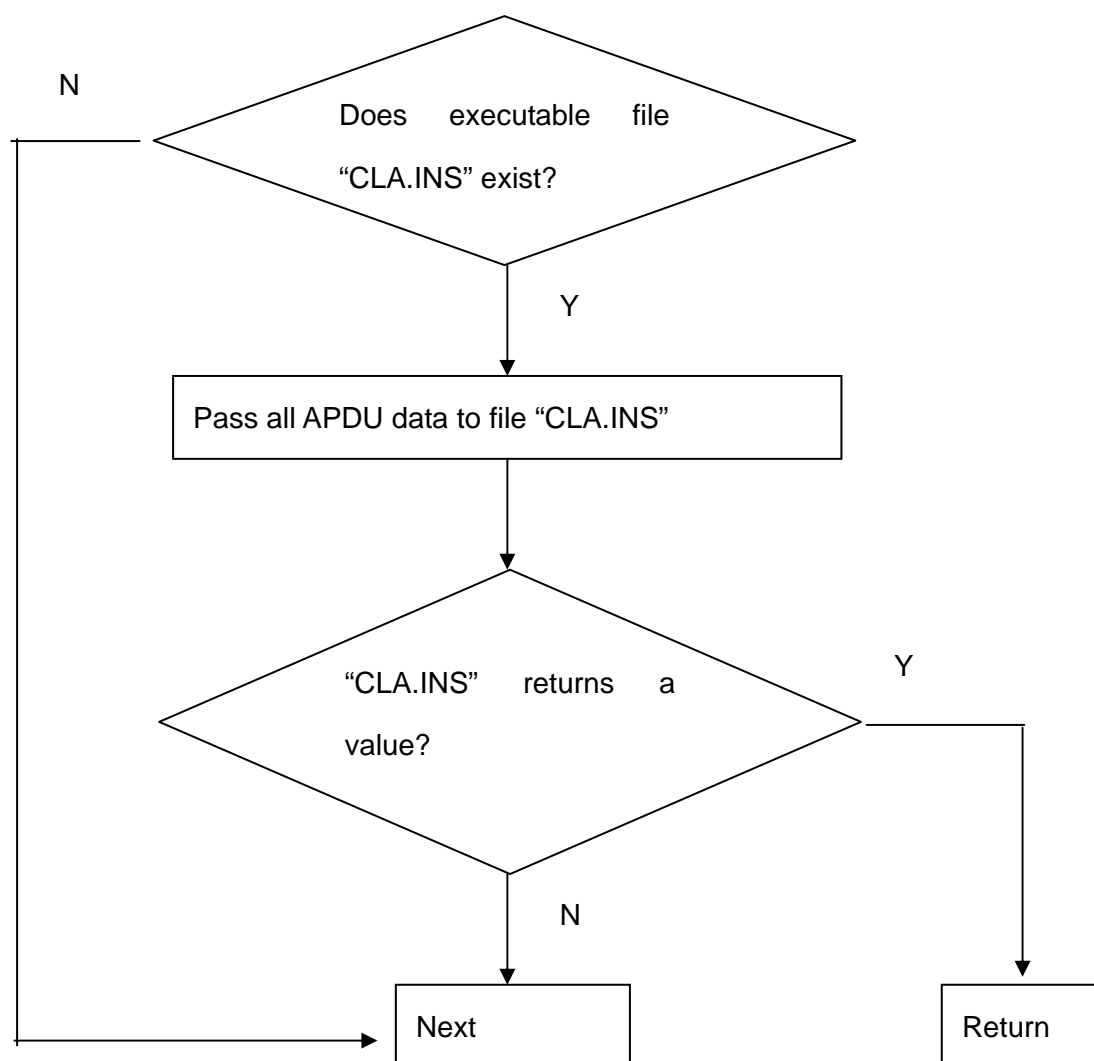 N
Does executable file
“CLA.INS” exist?
Y
Pass all APDU data to file “CLA.INS”
“CLA.INS” returns a
value?
Y
N
Next
Return